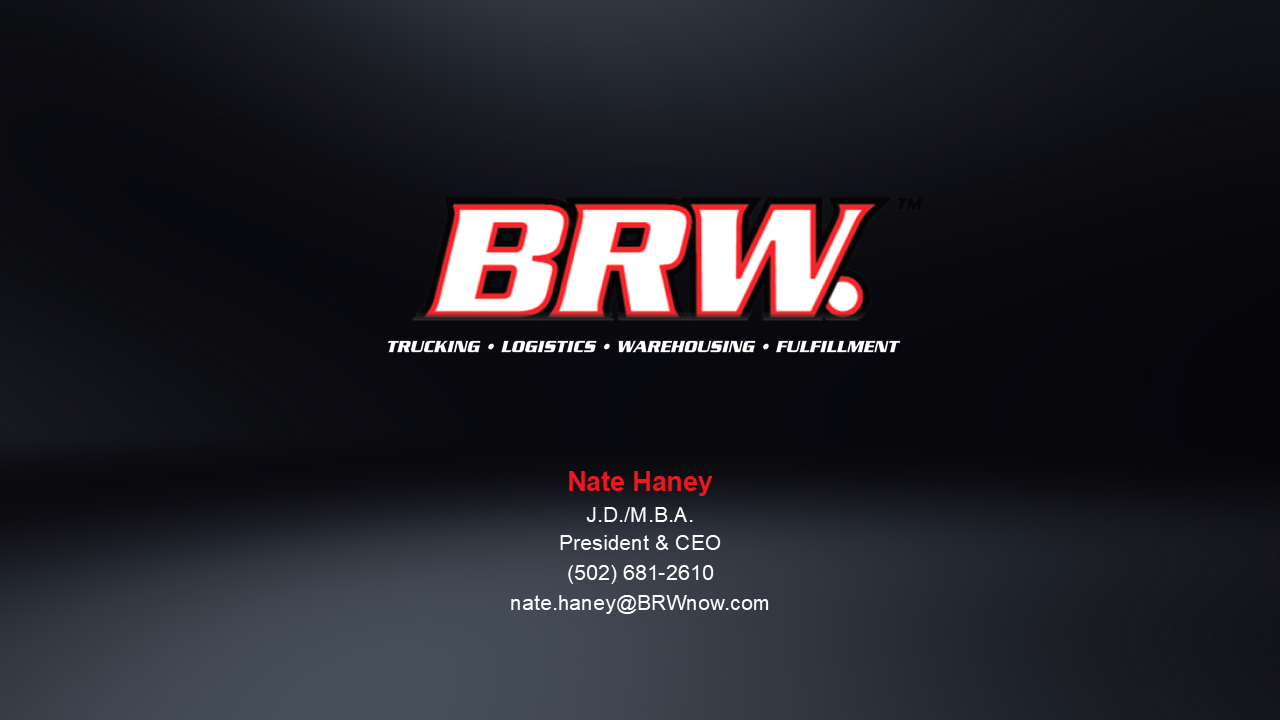 BRW. ™
TRUCKING • LOGISTICS • WAREHOUSING • FULFILLMENT
Nate Haney
J.D./M.B.A.
President & CEO
(502) 681-2610
nate.haney@BRWnow.com